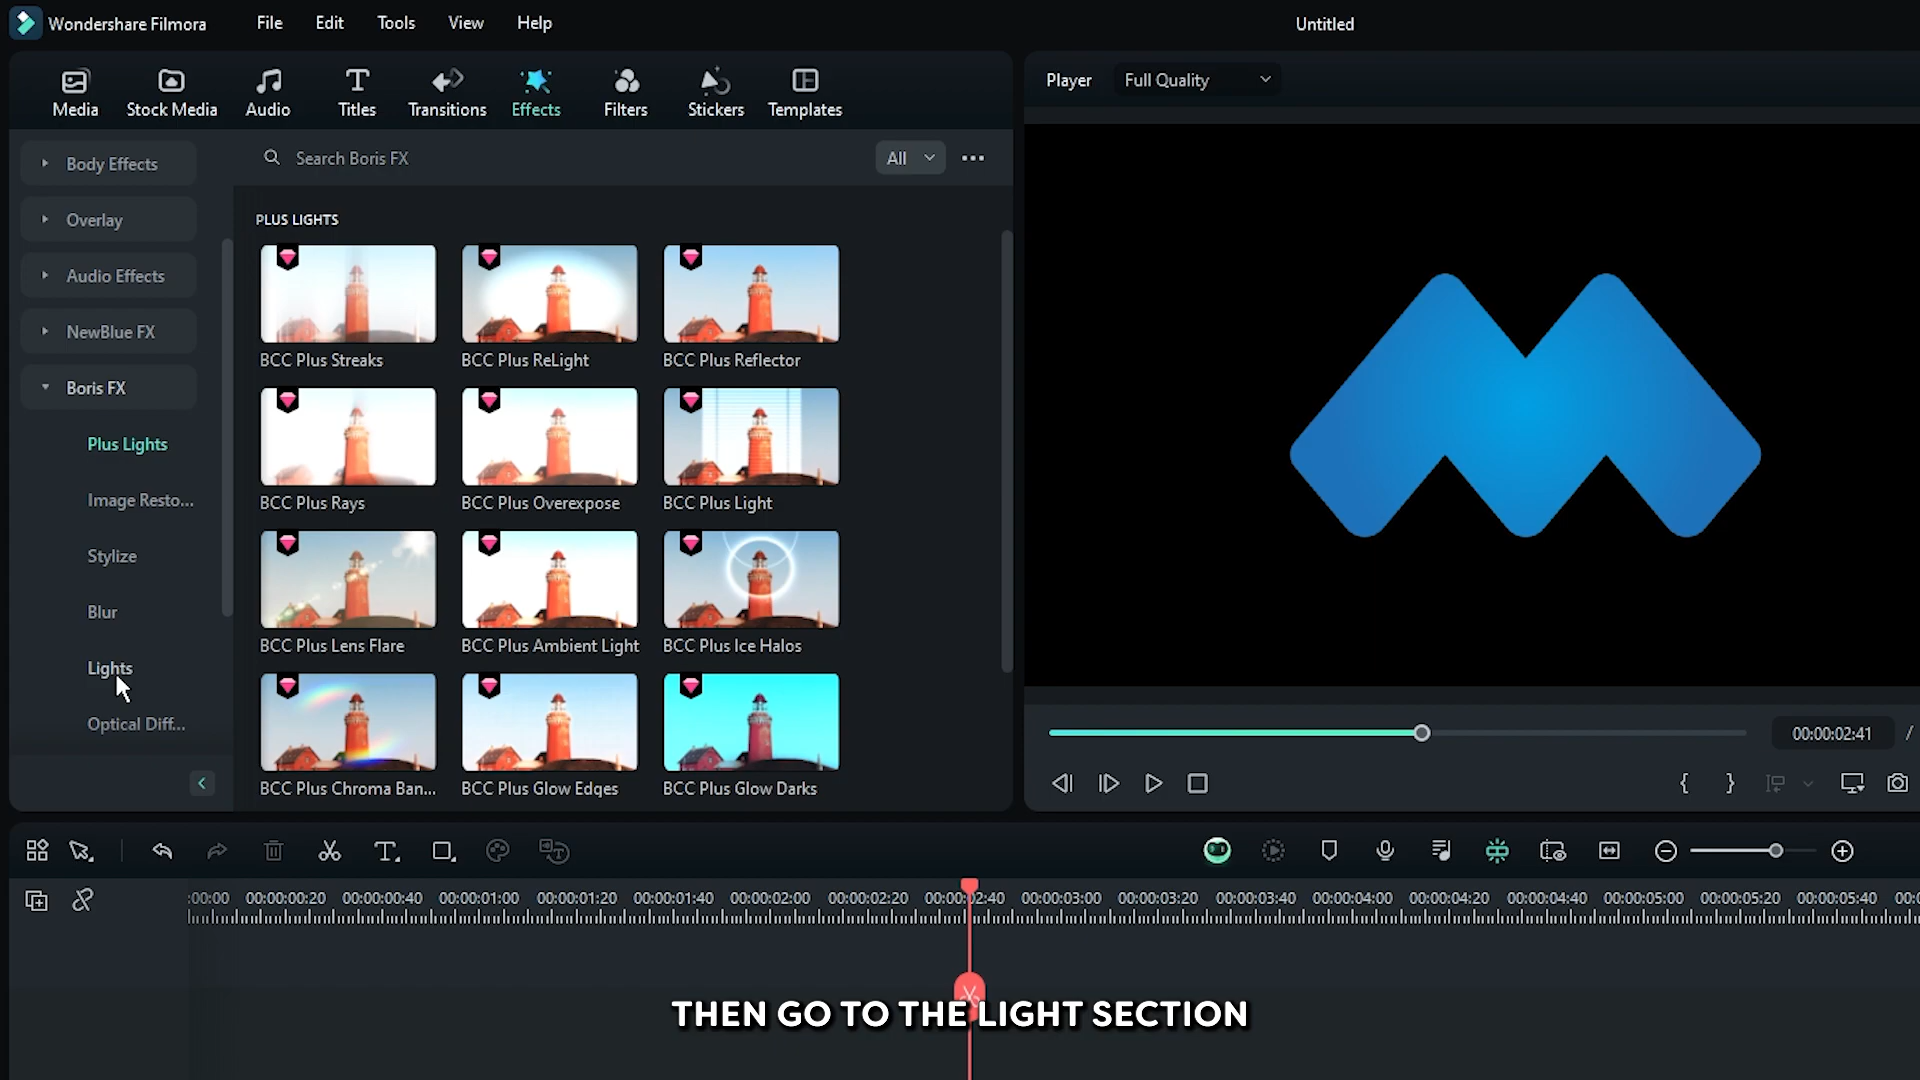 Wondershare Filmora
File Edit Tools View Help
Untitled
Media Stock Media Audio Titles Transitions Effects Filters Stickers Templates
Player Full Quality
Body Effects
Overlay
Audio Effects
NewBlue FX
Boris FX
Plus Lights
Image Resto...
Stylize
Blur
Lights
Optical Diff...
Search Boris FX
All
PLUS LIGHTS
BCC Plus Streaks BCC Plus ReLight BCC Plus Reflector
BCC Plus Rays BCC Plus Overexpose BCC Plus Light
BCC Plus Lens Flare BCC Plus Ambient Light BCC Plus Ice Halos
BCC Plus Chroma Ban... BCC Plus Glow Edges BCC Plus Glow Darks
00:00:02:41 /
:00:00 00:00:00:20 00:00:00:40 00:00:01:00 00:00:01:20 00:00:01:40 00:00:02:00 00:00:02:20 00:00:02:40 00:00:03:00 00:00:03:20 00:00:03:40 00:00:04:00 00:00:04:20 00:00:04:40 00:00:05:00 00:00:05:20 00:00:05:40
THEN GO TO THE LIGHT SECTION